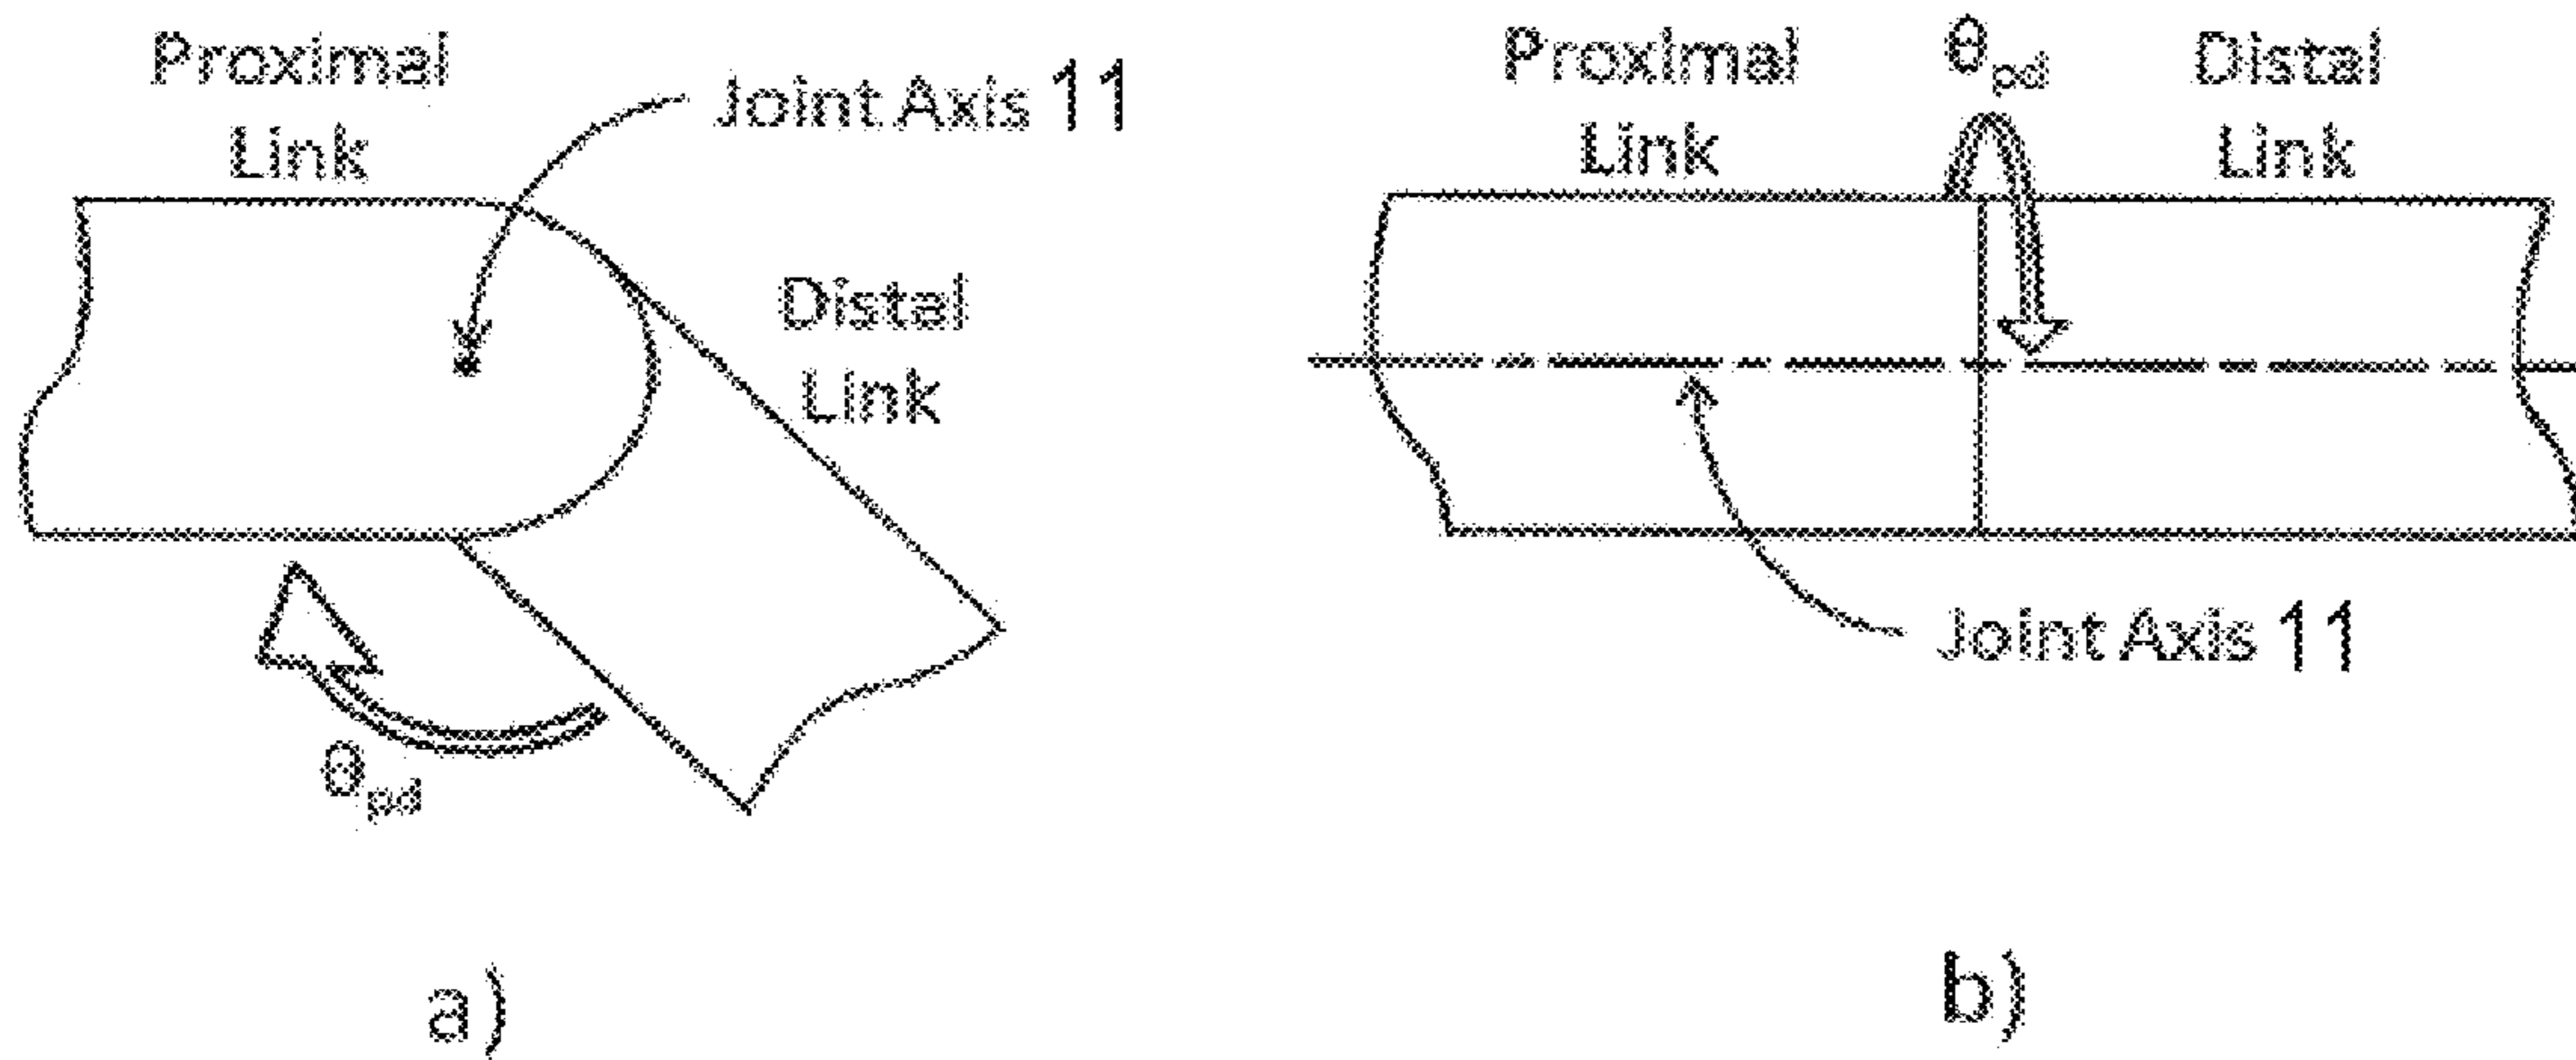 Proximal
Link
Joint Axis 11
Distal
Link
θpd
a)
Proximal
Link
θpd
Distal
Link
Joint Axis 11
b)